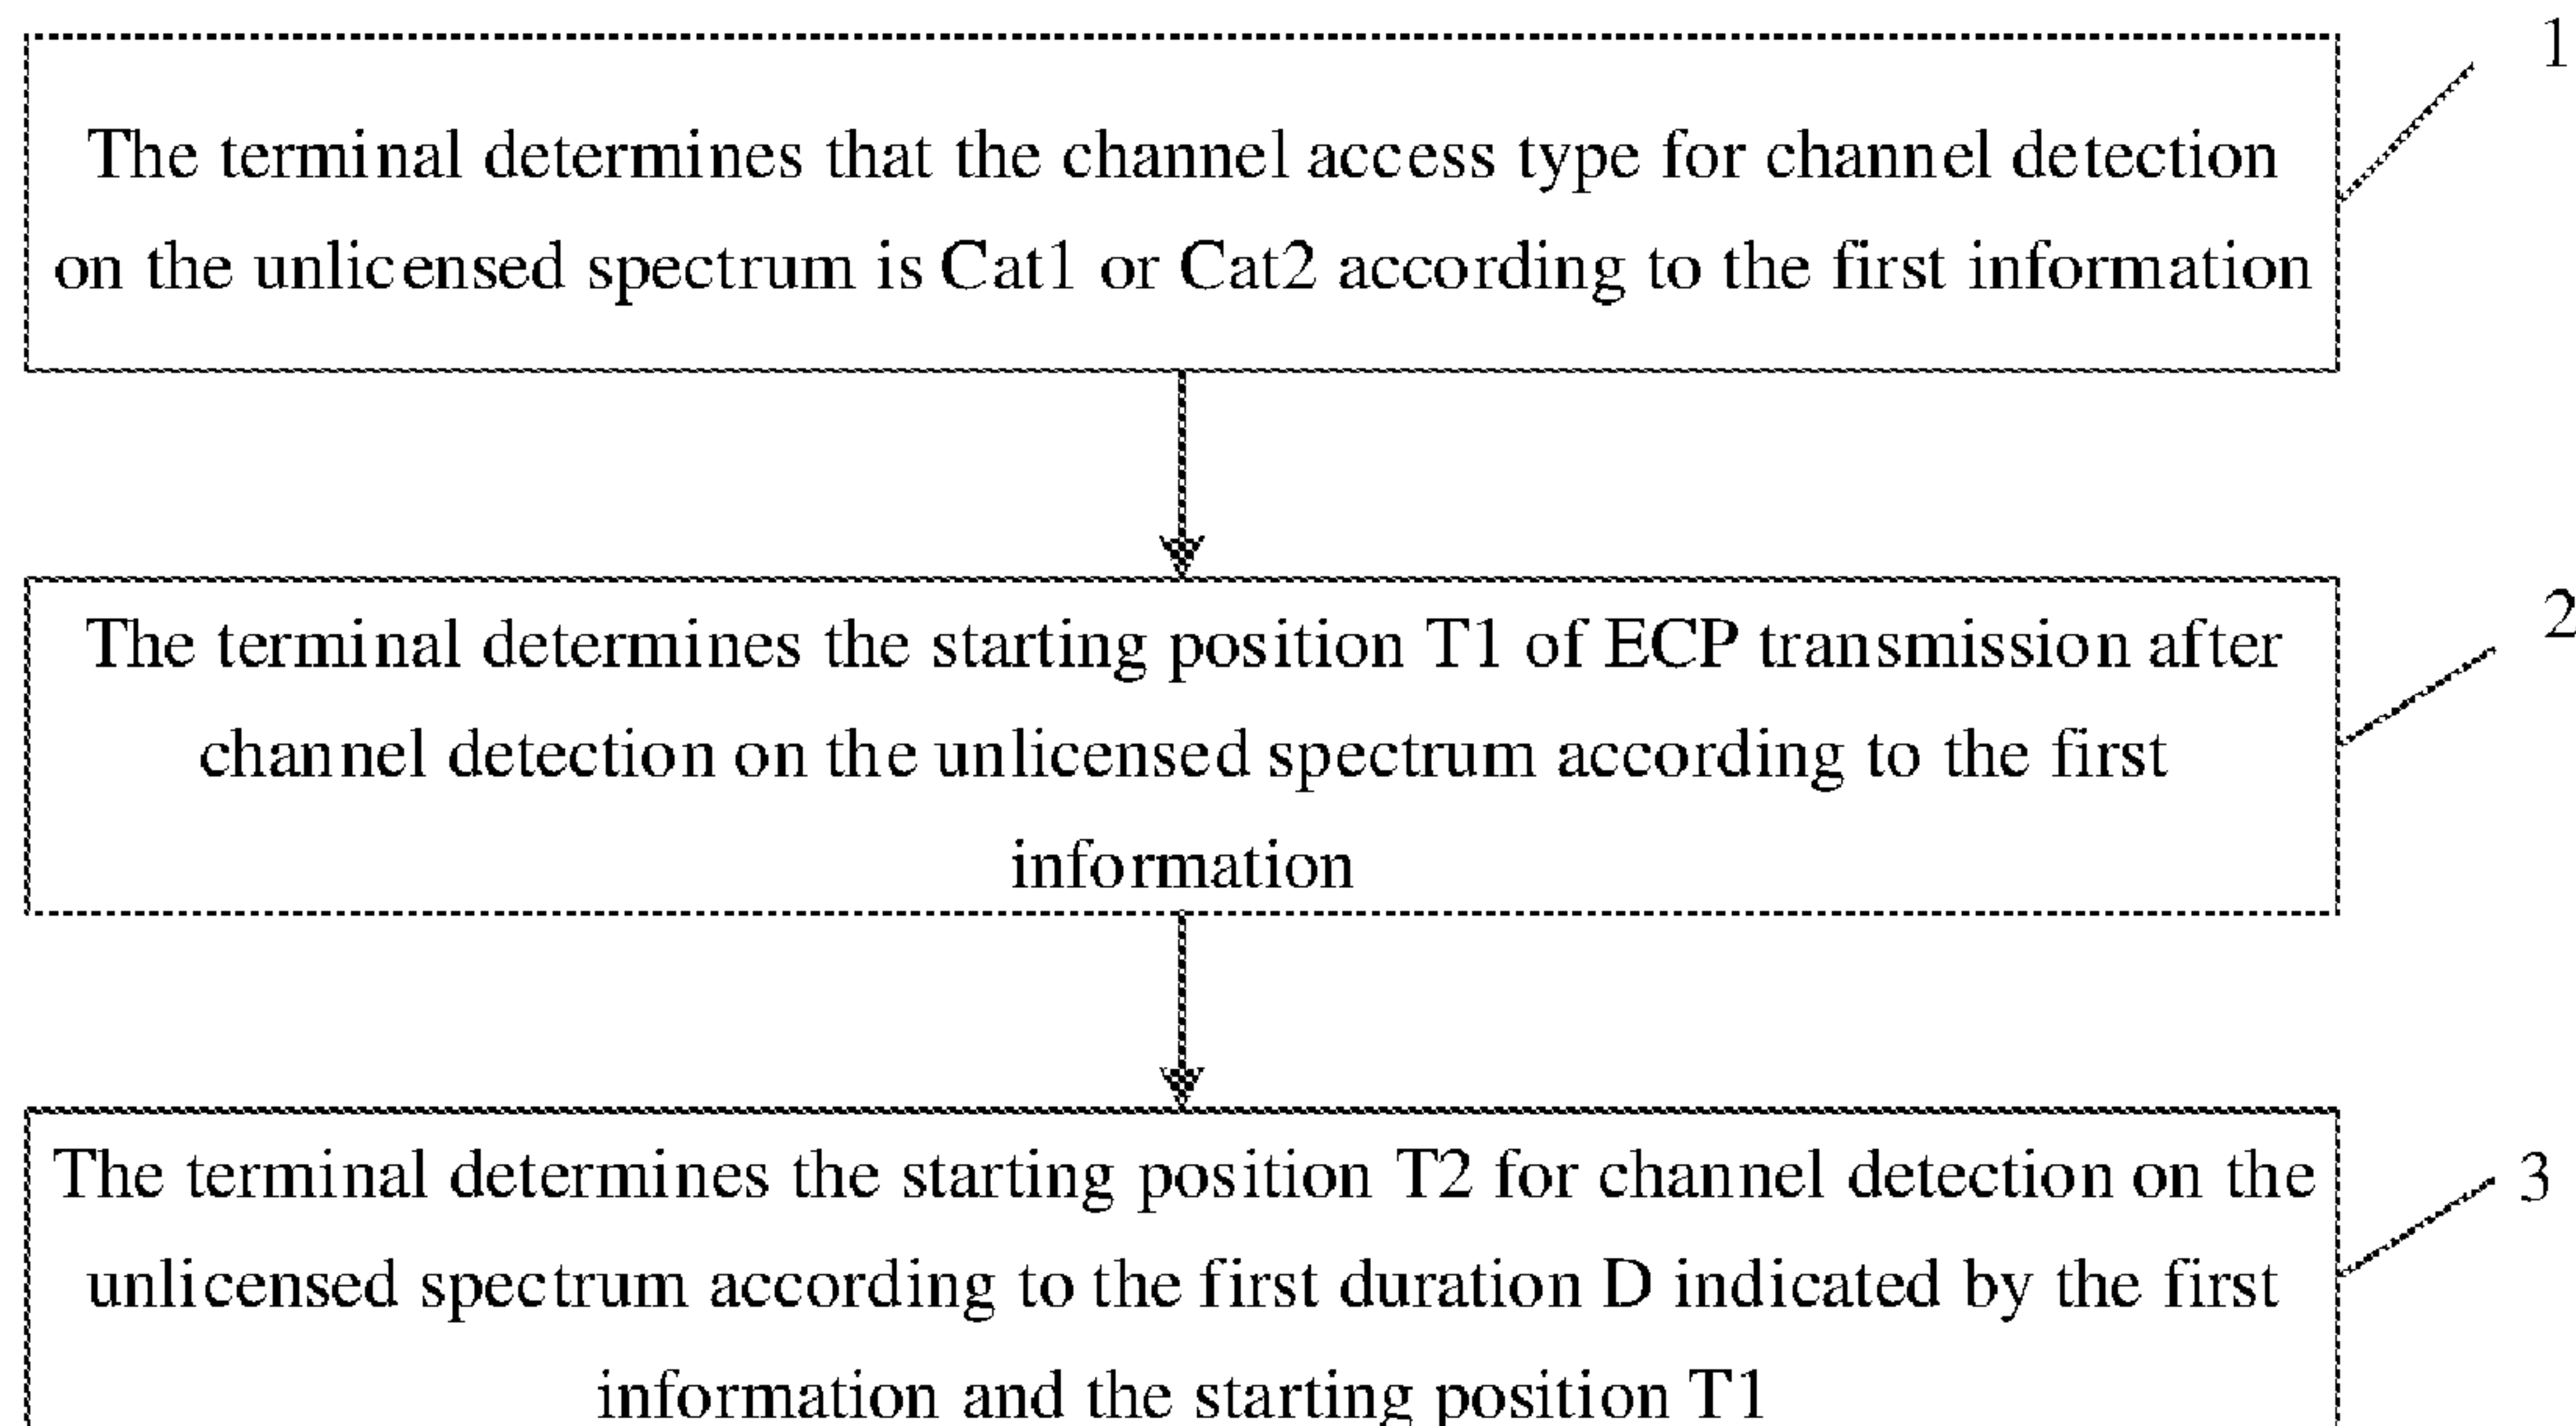 1
The terminal determines that the channel access type for channel detection
on the unlicensed spectrum is Cat1 or Cat2 according to the first information
2
The terminal determines the starting position T1 of ECP transmission after
channel detection on the unlicensed spectrum according to the first
information
3
The terminal determines the starting position T2 for channel detection on the
unlicensed spectrum according to the first duration D indicated by the first
information and the starting position T1